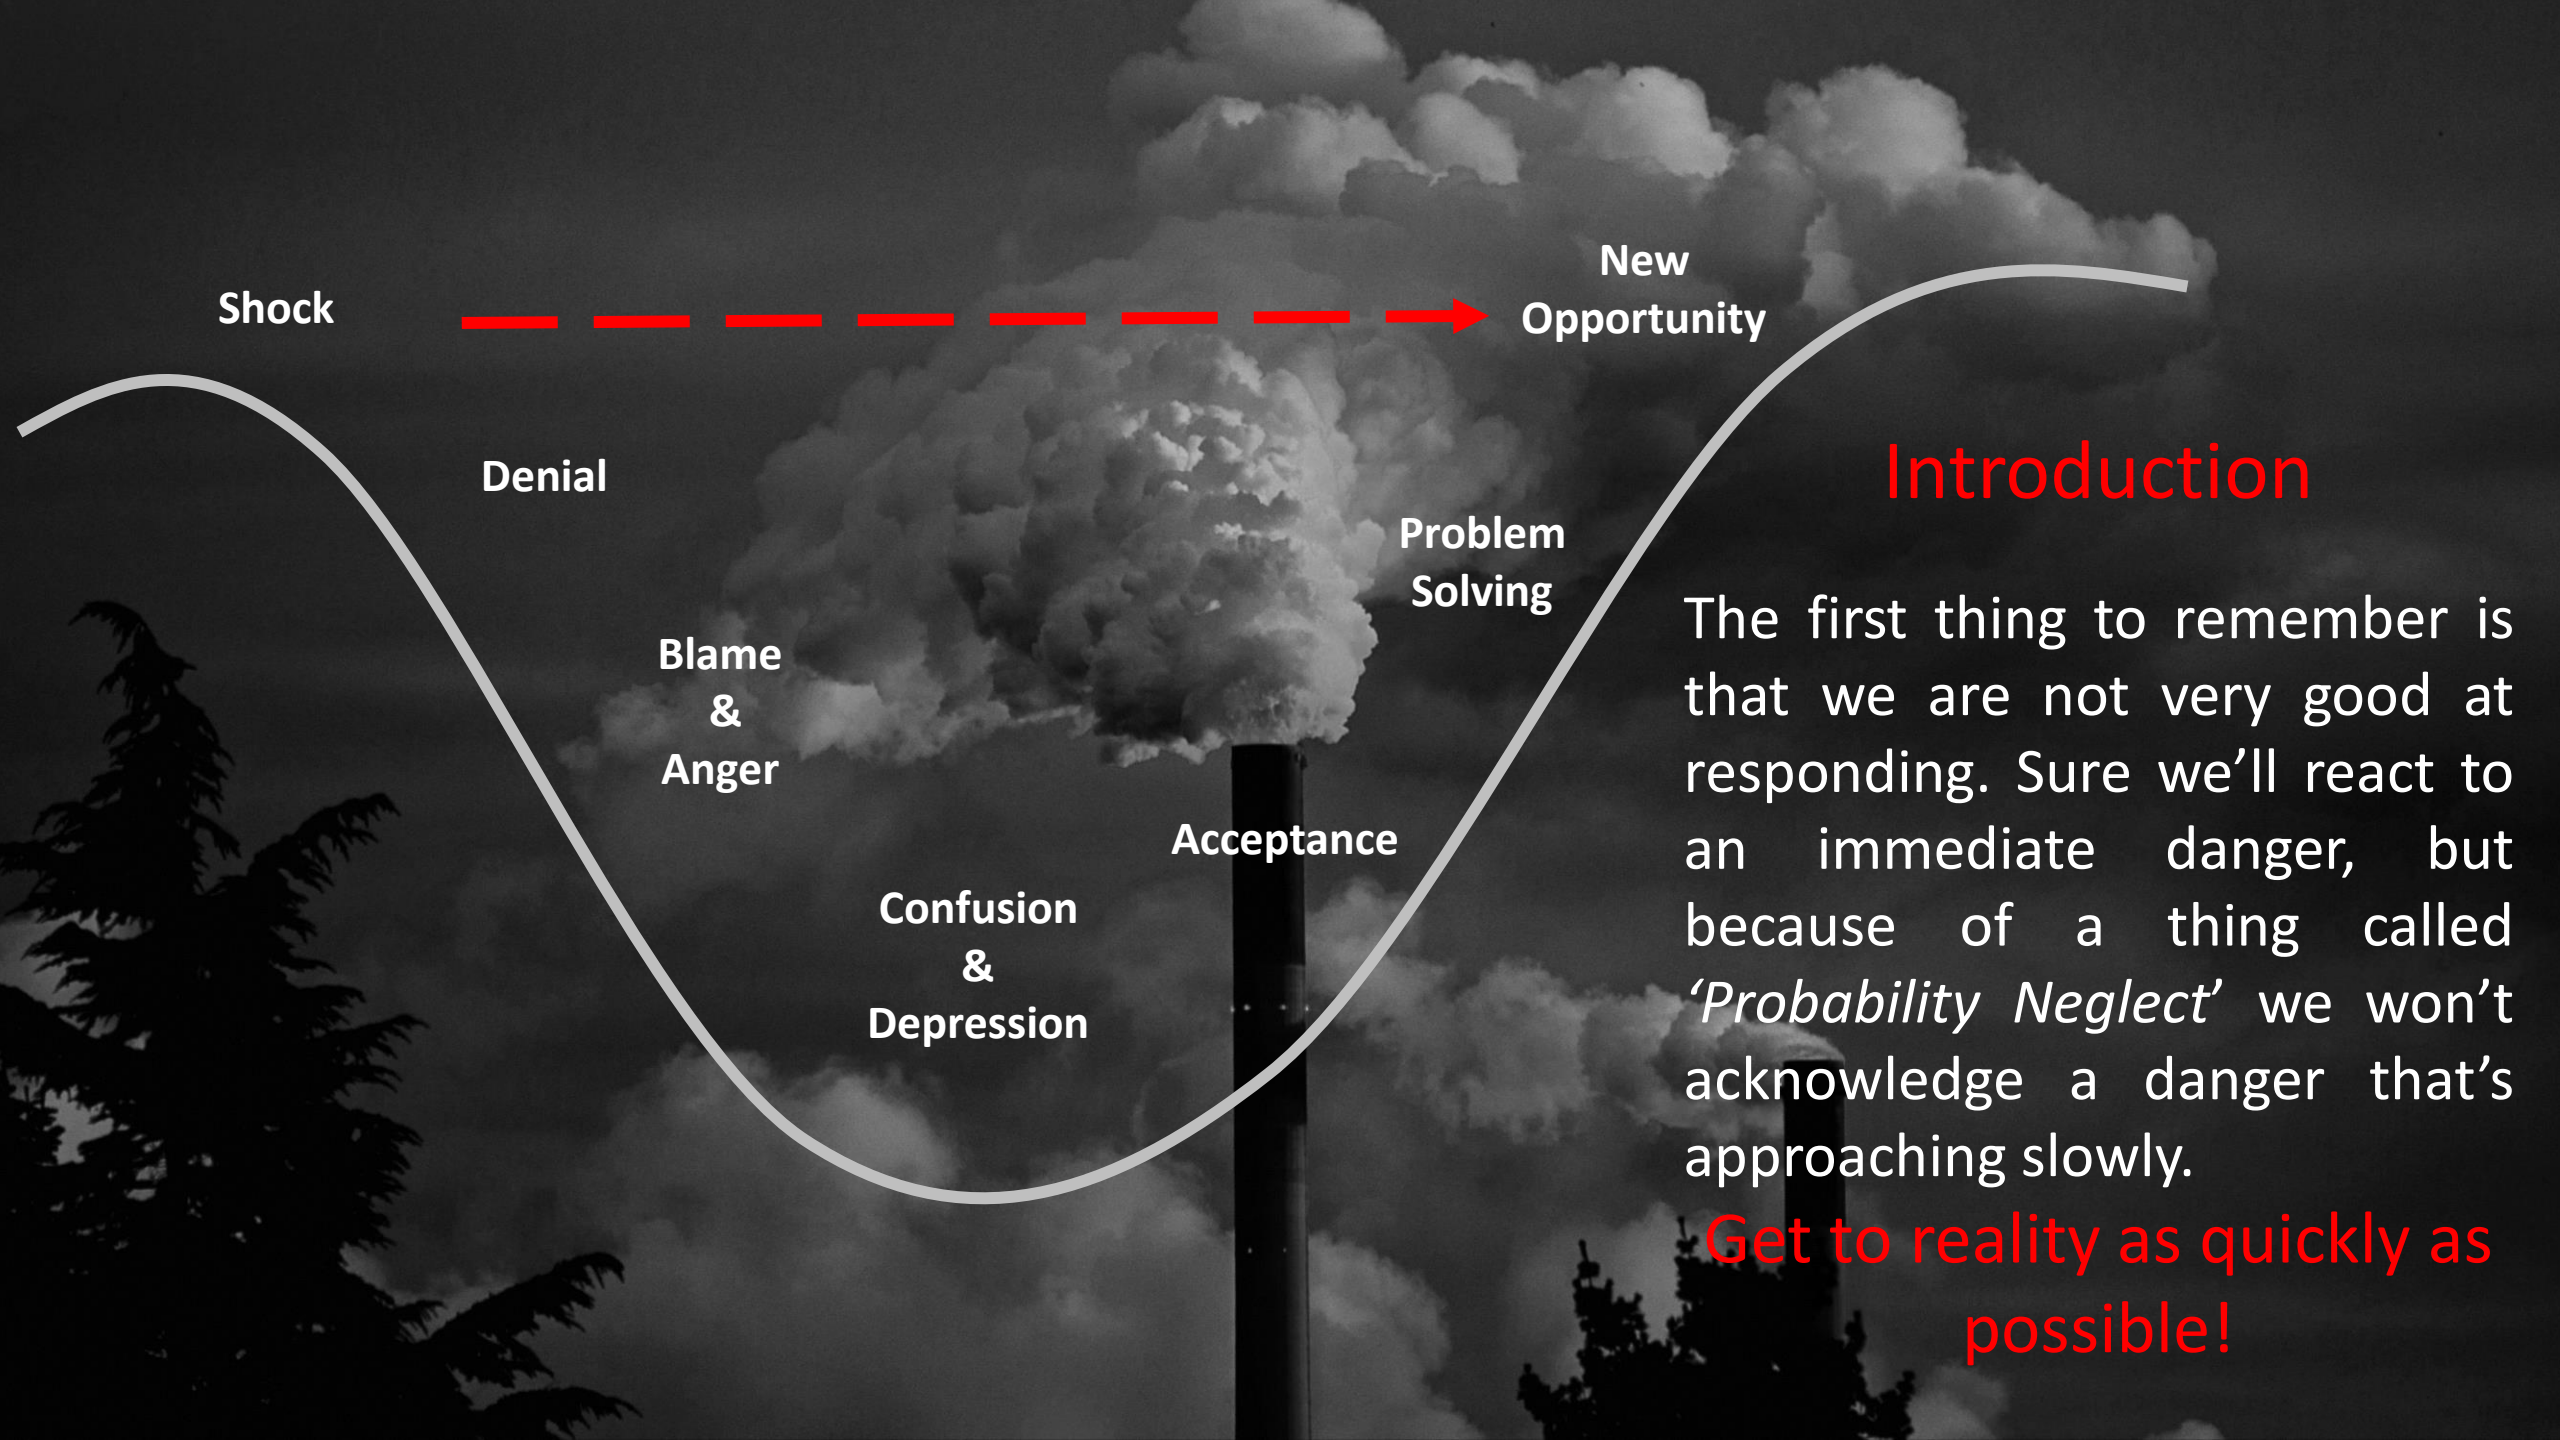 Shock
New
Opportunity
Denial
Problem
Solving
Blame
&
Anger
Acceptance
Confusion
&
Depression
Introduction
The first thing to remember is
that we are not very good at
responding. Sure we’ll react to
an immediate danger, but
because of a thing called
‘Probability Neglect’ we won’t
acknowledge a danger that’s
approaching slowly.
Get to reality as quickly as
possible!